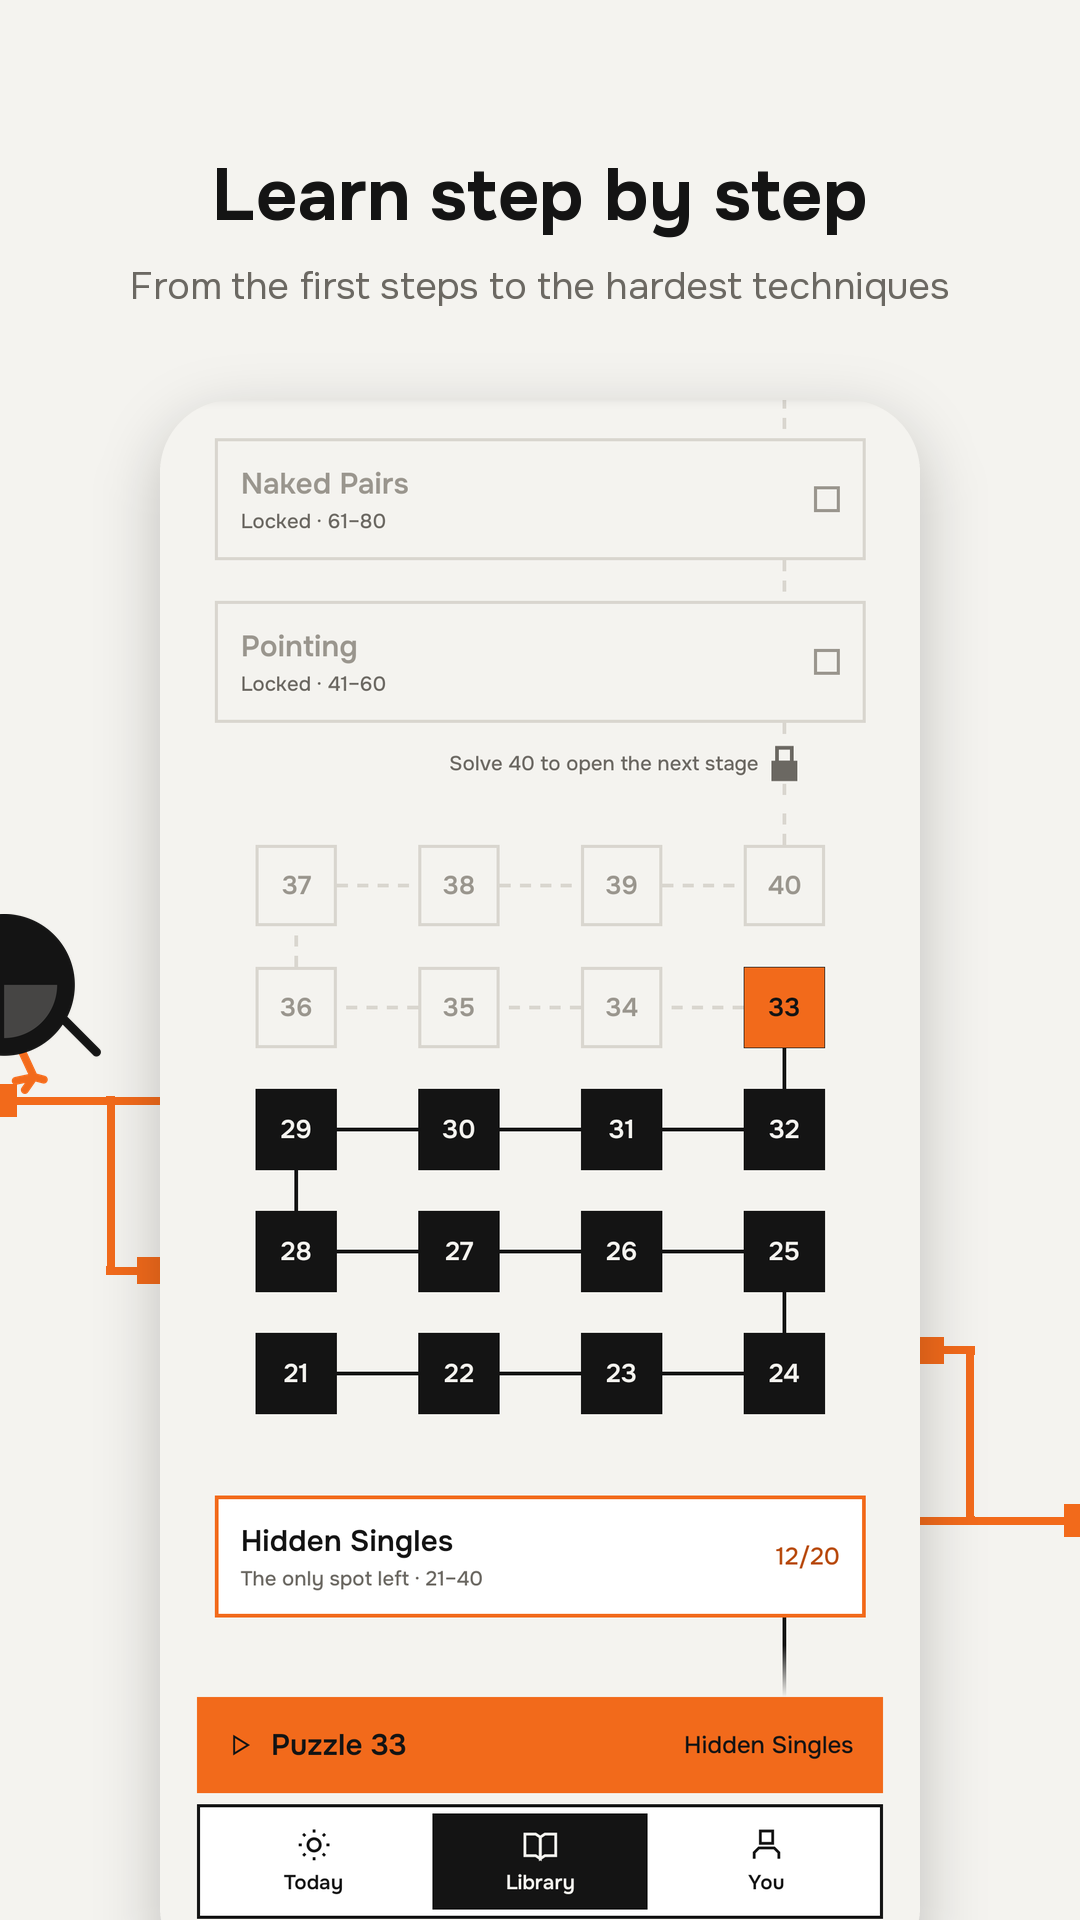 Learn step by step
From the first steps to the hardest techniques
Naked Pairs
Locked · 61–80
Pointing
Locked · 41–60
Solve 40 to open the next stage
37 38 39 40
36 35 34 33
29 30 31 32
28 27 26 25
21 22 23 24
Hidden Singles
12/20
The only spot left · 21–40
Puzzle 33 Hidden Singles
Today Library You